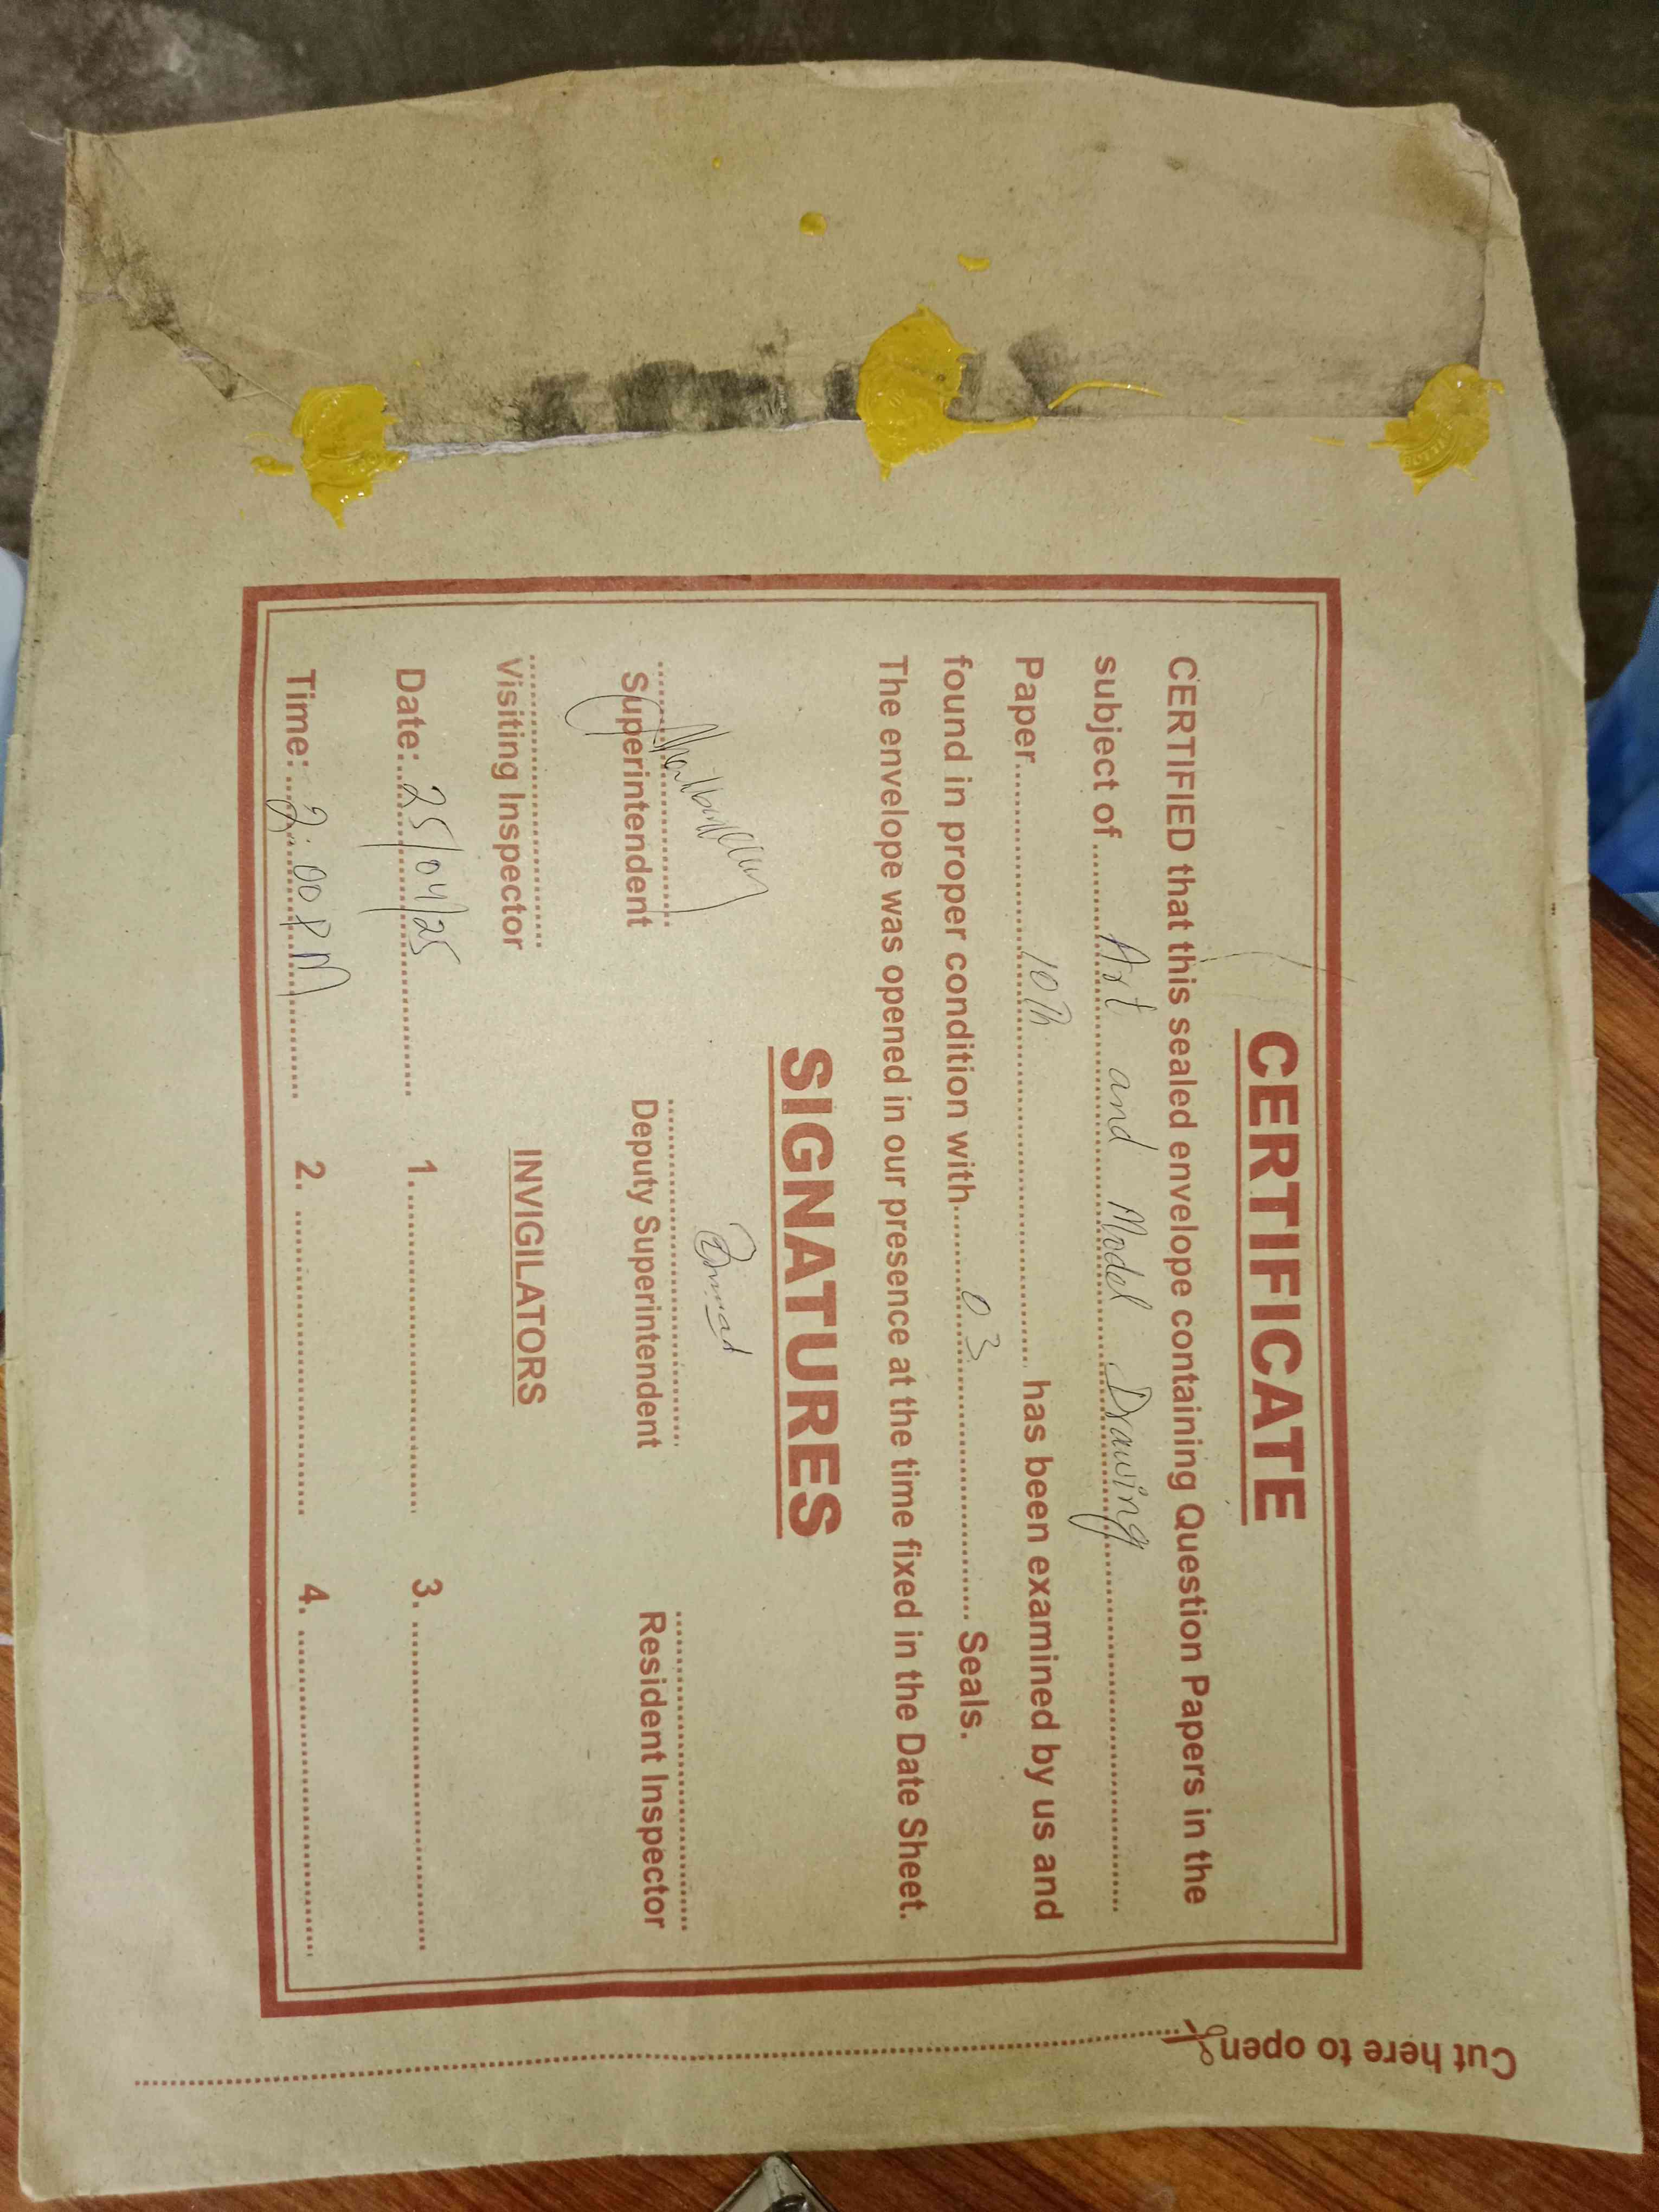 CERTIFICATE
CERTIFIED that this sealed envelope containing Question Papers in the
subject of Art and Model Drawing
Paper 10th has been examined by us and
found in proper condition with 03 Seals.
The envelope was opened in our presence at the time fixed in the Date Sheet.
SIGNATURES
Superintendent Deputy Superintendent Resident Inspector
Visiting Inspector INVIGILATORS
Date: 25/04/25 1. 3.
Time: 2:00 PM 2. 4.
Cut here to open